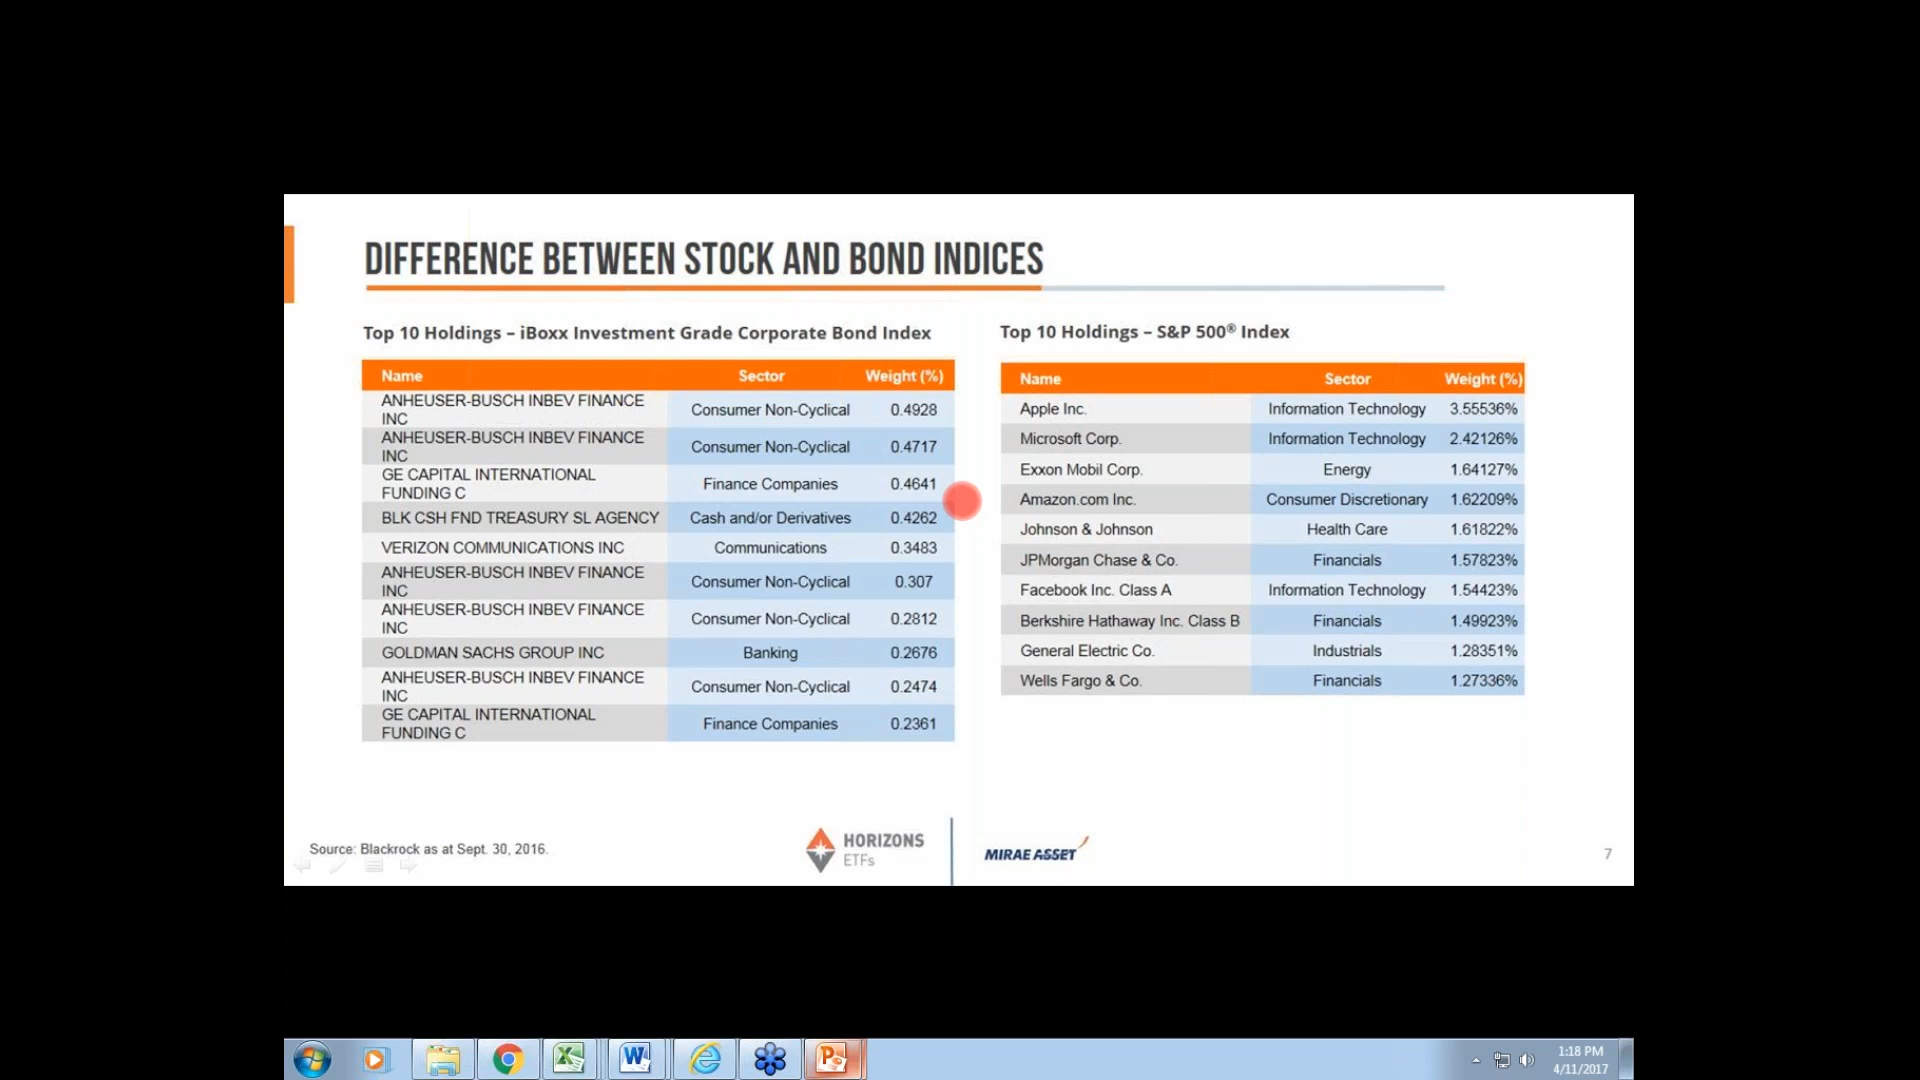 DIFFERENCE BETWEEN STOCK AND BOND INDICES
Top 10 Holdings – iBoxx Investment Grade Corporate Bond Index
Name Sector Weight (%)
ANHEUSER-BUSCH INBEV FINANCE
INC Consumer Non-Cyclical 0.4928
ANHEUSER-BUSCH INBEV FINANCE
INC Consumer Non-Cyclical 0.4717
GE CAPITAL INTERNATIONAL
FUNDING C Finance Companies 0.4641
BLK CSH FND TREASURY SL AGENCY Cash and/or Derivatives 0.4262
VERIZON COMMUNICATIONS INC Communications 0.3483
ANHEUSER-BUSCH INBEV FINANCE
INC Consumer Non-Cyclical 0.307
ANHEUSER-BUSCH INBEV FINANCE
INC Consumer Non-Cyclical 0.2812
GOLDMAN SACHS GROUP INC Banking 0.2676
ANHEUSER-BUSCH INBEV FINANCE
INC Consumer Non-Cyclical 0.2474
GE CAPITAL INTERNATIONAL
FUNDING C Finance Companies 0.2361
Top 10 Holdings – S&P 500® Index
Name Sector Weight (%)
Apple Inc. Information Technology 3.55536%
Microsoft Corp. Information Technology 2.42126%
Exxon Mobil Corp. Energy 1.64127%
Amazon.com Inc. Consumer Discretionary 1.62209%
Johnson & Johnson Health Care 1.61822%
JPMorgan Chase & Co. Financials 1.57823%
Facebook Inc. Class A Information Technology 1.54423%
Berkshire Hathaway Inc. Class B Financials 1.49923%
General Electric Co. Industrials 1.28351%
Wells Fargo & Co. Financials 1.27336%
Source: Blackrock as at Sept. 30, 2016.
HORIZONS
ETFs
MIRAE ASSET
7
1:18 PM
4/11/2017